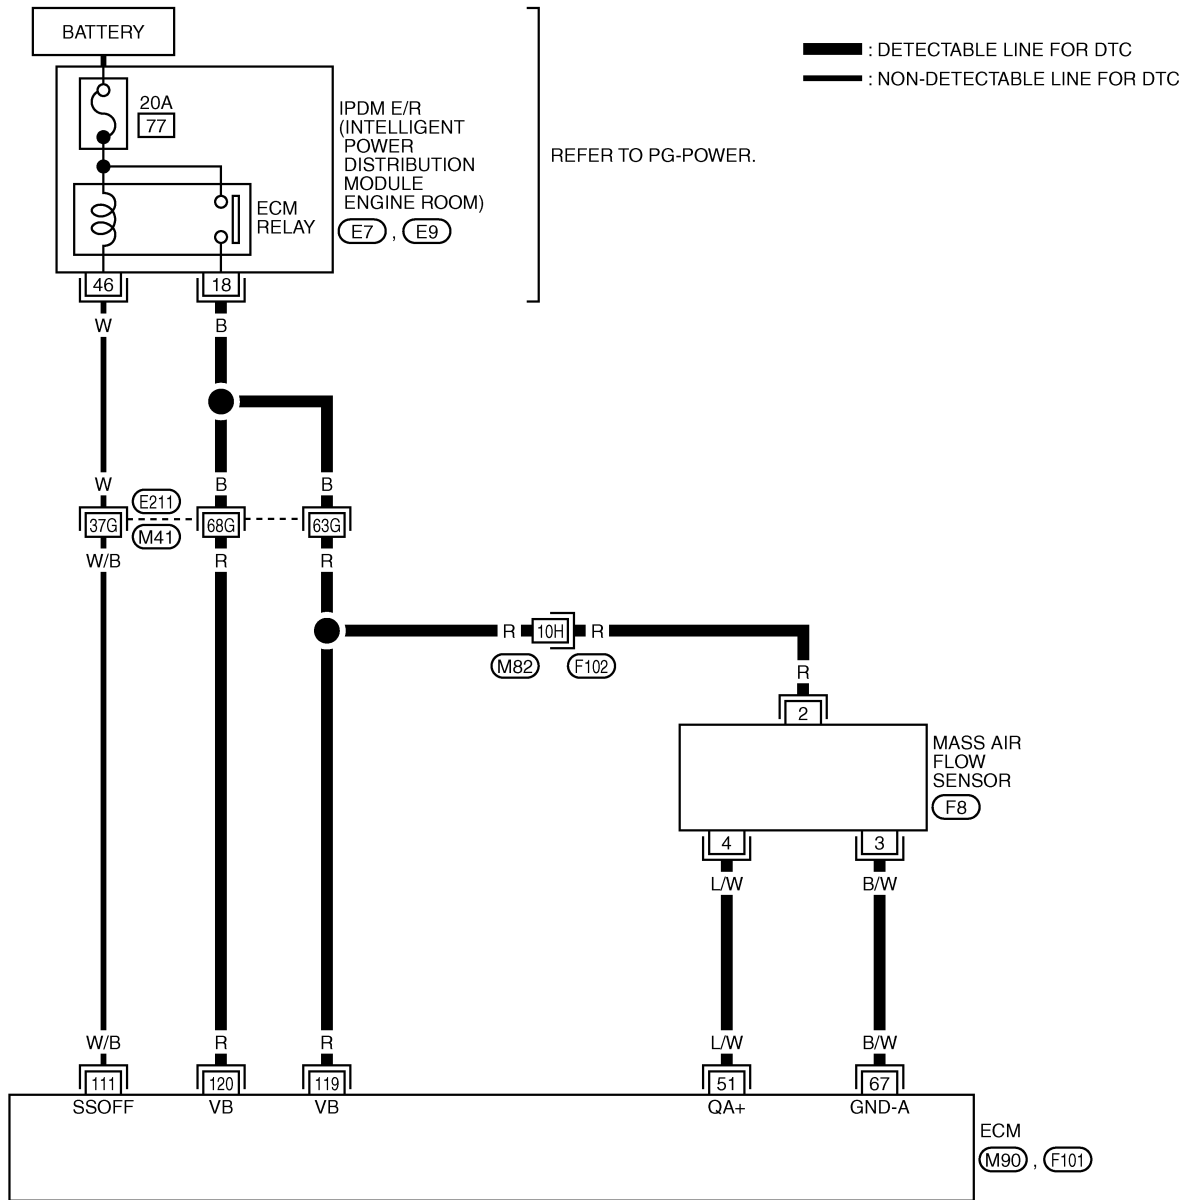 BATTERY
: DETECTABLE LINE FOR DTC
: NON-DETECTABLE LINE FOR DTC
20A
77
IPDM E/R
(INTELLIGENT
POWER
DISTRIBUTION
MODULE
ENGINE ROOM)
E7 , E9
REFER TO PG-POWER.
ECM
RELAY
46 18
W B
W B B
E211
37G 68G 63G
M41
W/B R R
R 10H R
M82 F102
R
2
MASS AIR
FLOW
SENSOR
F8
4 3
L/W B/W
W/B R R L/W B/W
111 120 119 51 67
SSOFF VB VB QA+ GND-A
ECM
M90 , F101